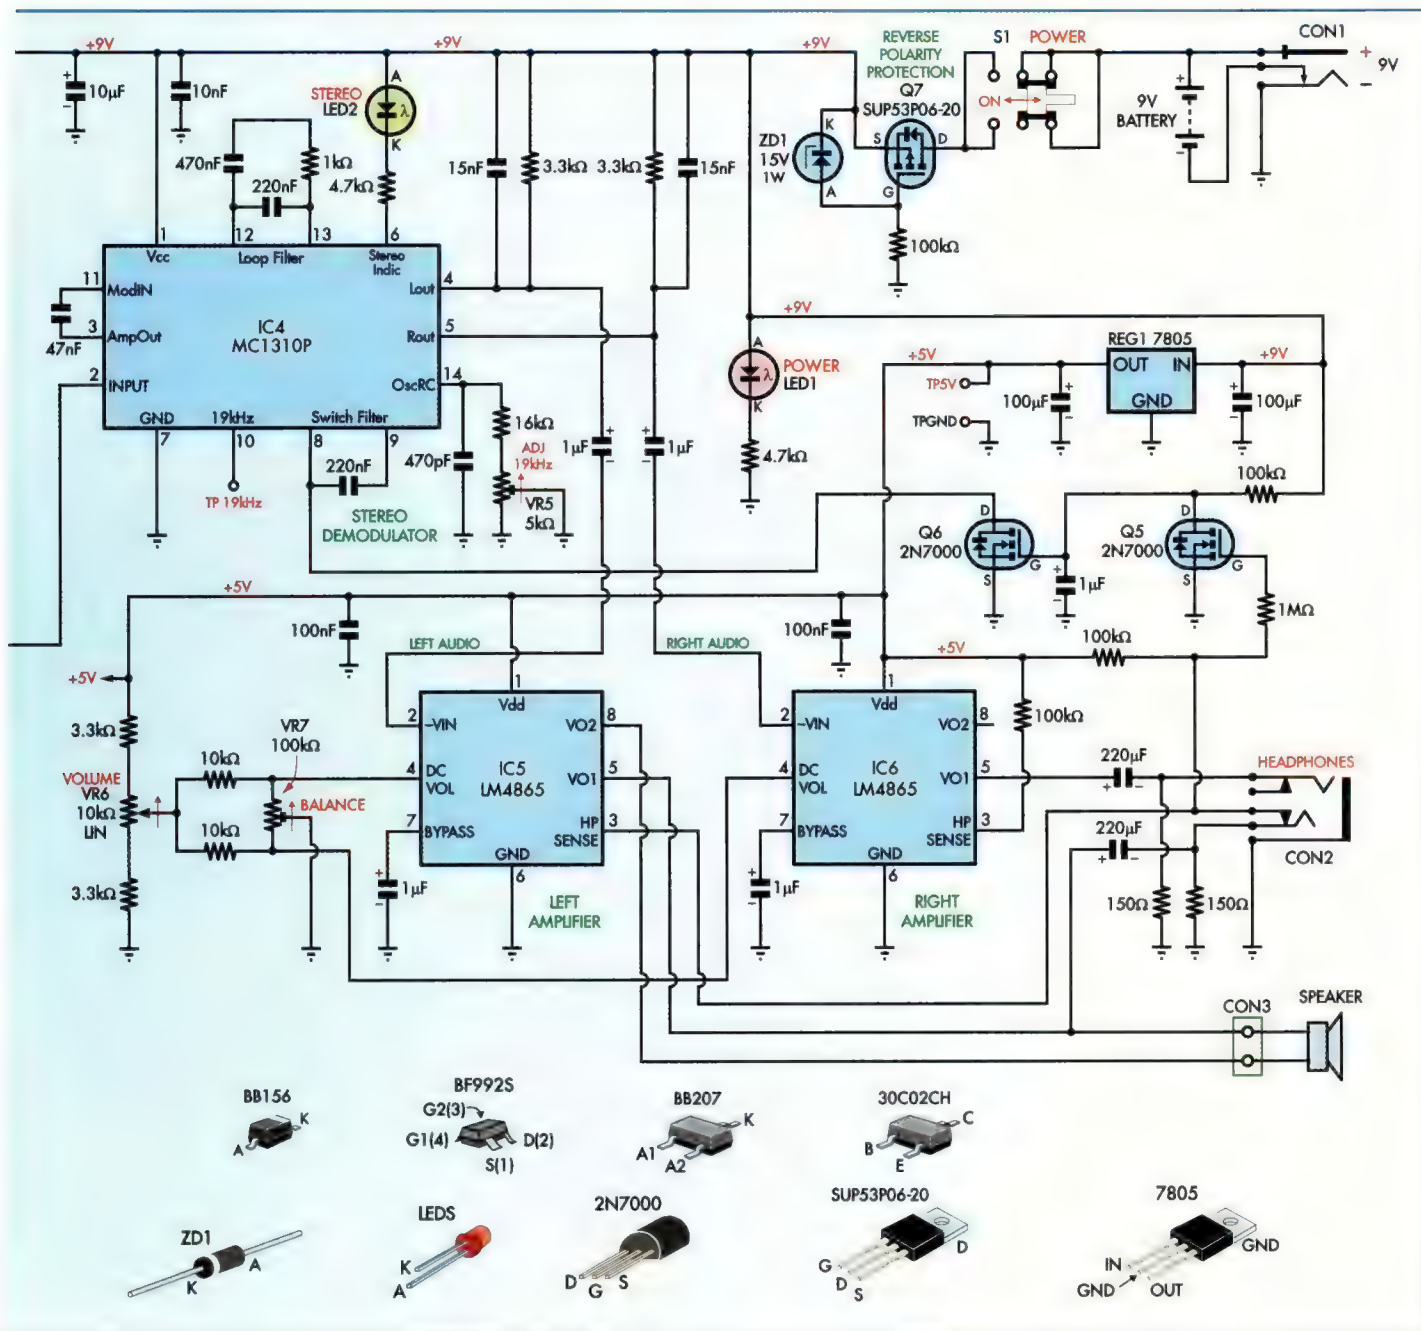 +9V
+9V
+9V
REVERSE
POLARITY
PROTECTION
Q7
SUP53P06-20
S1
POWER
CON1
+
9V
−
+
10µF
−
10nF
STEREO
LED2
A
λ
K
470nF
1kΩ
220nF
4.7kΩ
15nF
3.3kΩ
3.3kΩ
15nF
ZD1
15V
1W
K
A
S
D
G
ON
+
9V
BATTERY
−
100kΩ
1
Vcc
12
Loop Filter
13
6
Stereo
Indic
11
ModIN
3
AmpOut
47nF
2
INPUT
IC4
MC1310P
Lout
4
Rout
5
OscRC
14
GND
7
19kHz
10
Switch Filter
8
9
TP 19kHz
220nF
STEREO
DEMODULATOR
470pF
16kΩ
ADJ
19kHz
VR5
5kΩ
1µF
+
−
+
−
1µF
+9V
A
λ
K
POWER
LED1
4.7kΩ
+5V
TP5V
TPGND
+
100µF
−
REG1 7805
OUT
IN
GND
+9V
+
100µF
−
100kΩ
Q6
2N7000
D
G
S
+
1µF
−
Q5
2N7000
D
G
S
1MΩ
+5V
100nF
LEFT AUDIO
RIGHT AUDIO
100nF
+5V
100kΩ
100kΩ
+5V
3.3kΩ
VOLUME
VR6
10kΩ
LIN
3.3kΩ
10kΩ
10kΩ
VR7
100kΩ
BALANCE
1
Vdd
2
−VIN
VO2
8
4
DC
VOL
IC5
LM4865
VO1
5
7
BYPASS
HP
SENSE
3
GND
6
+
1µF
−
LEFT
AMPLIFIER
1
Vdd
2
−VIN
VO2
8
4
DC
VOL
IC6
LM4865
VO1
5
7
BYPASS
HP
SENSE
3
GND
6
+
1µF
−
RIGHT
AMPLIFIER
220µF
+
−
HEADPHONES
220µF
+
−
CON2
150Ω
150Ω
CON3
SPEAKER
BB156
A
K
BF992S
G2(3)
G1(4)
D(2)
S(1)
BB207
K
A1
A2
30C02CH
C
B
E
ZD1
A
K
LEDS
K
A
2N7000
D
G
S
SUP53P06-20
G
D
S
D
7805
IN
GND
OUT
GND